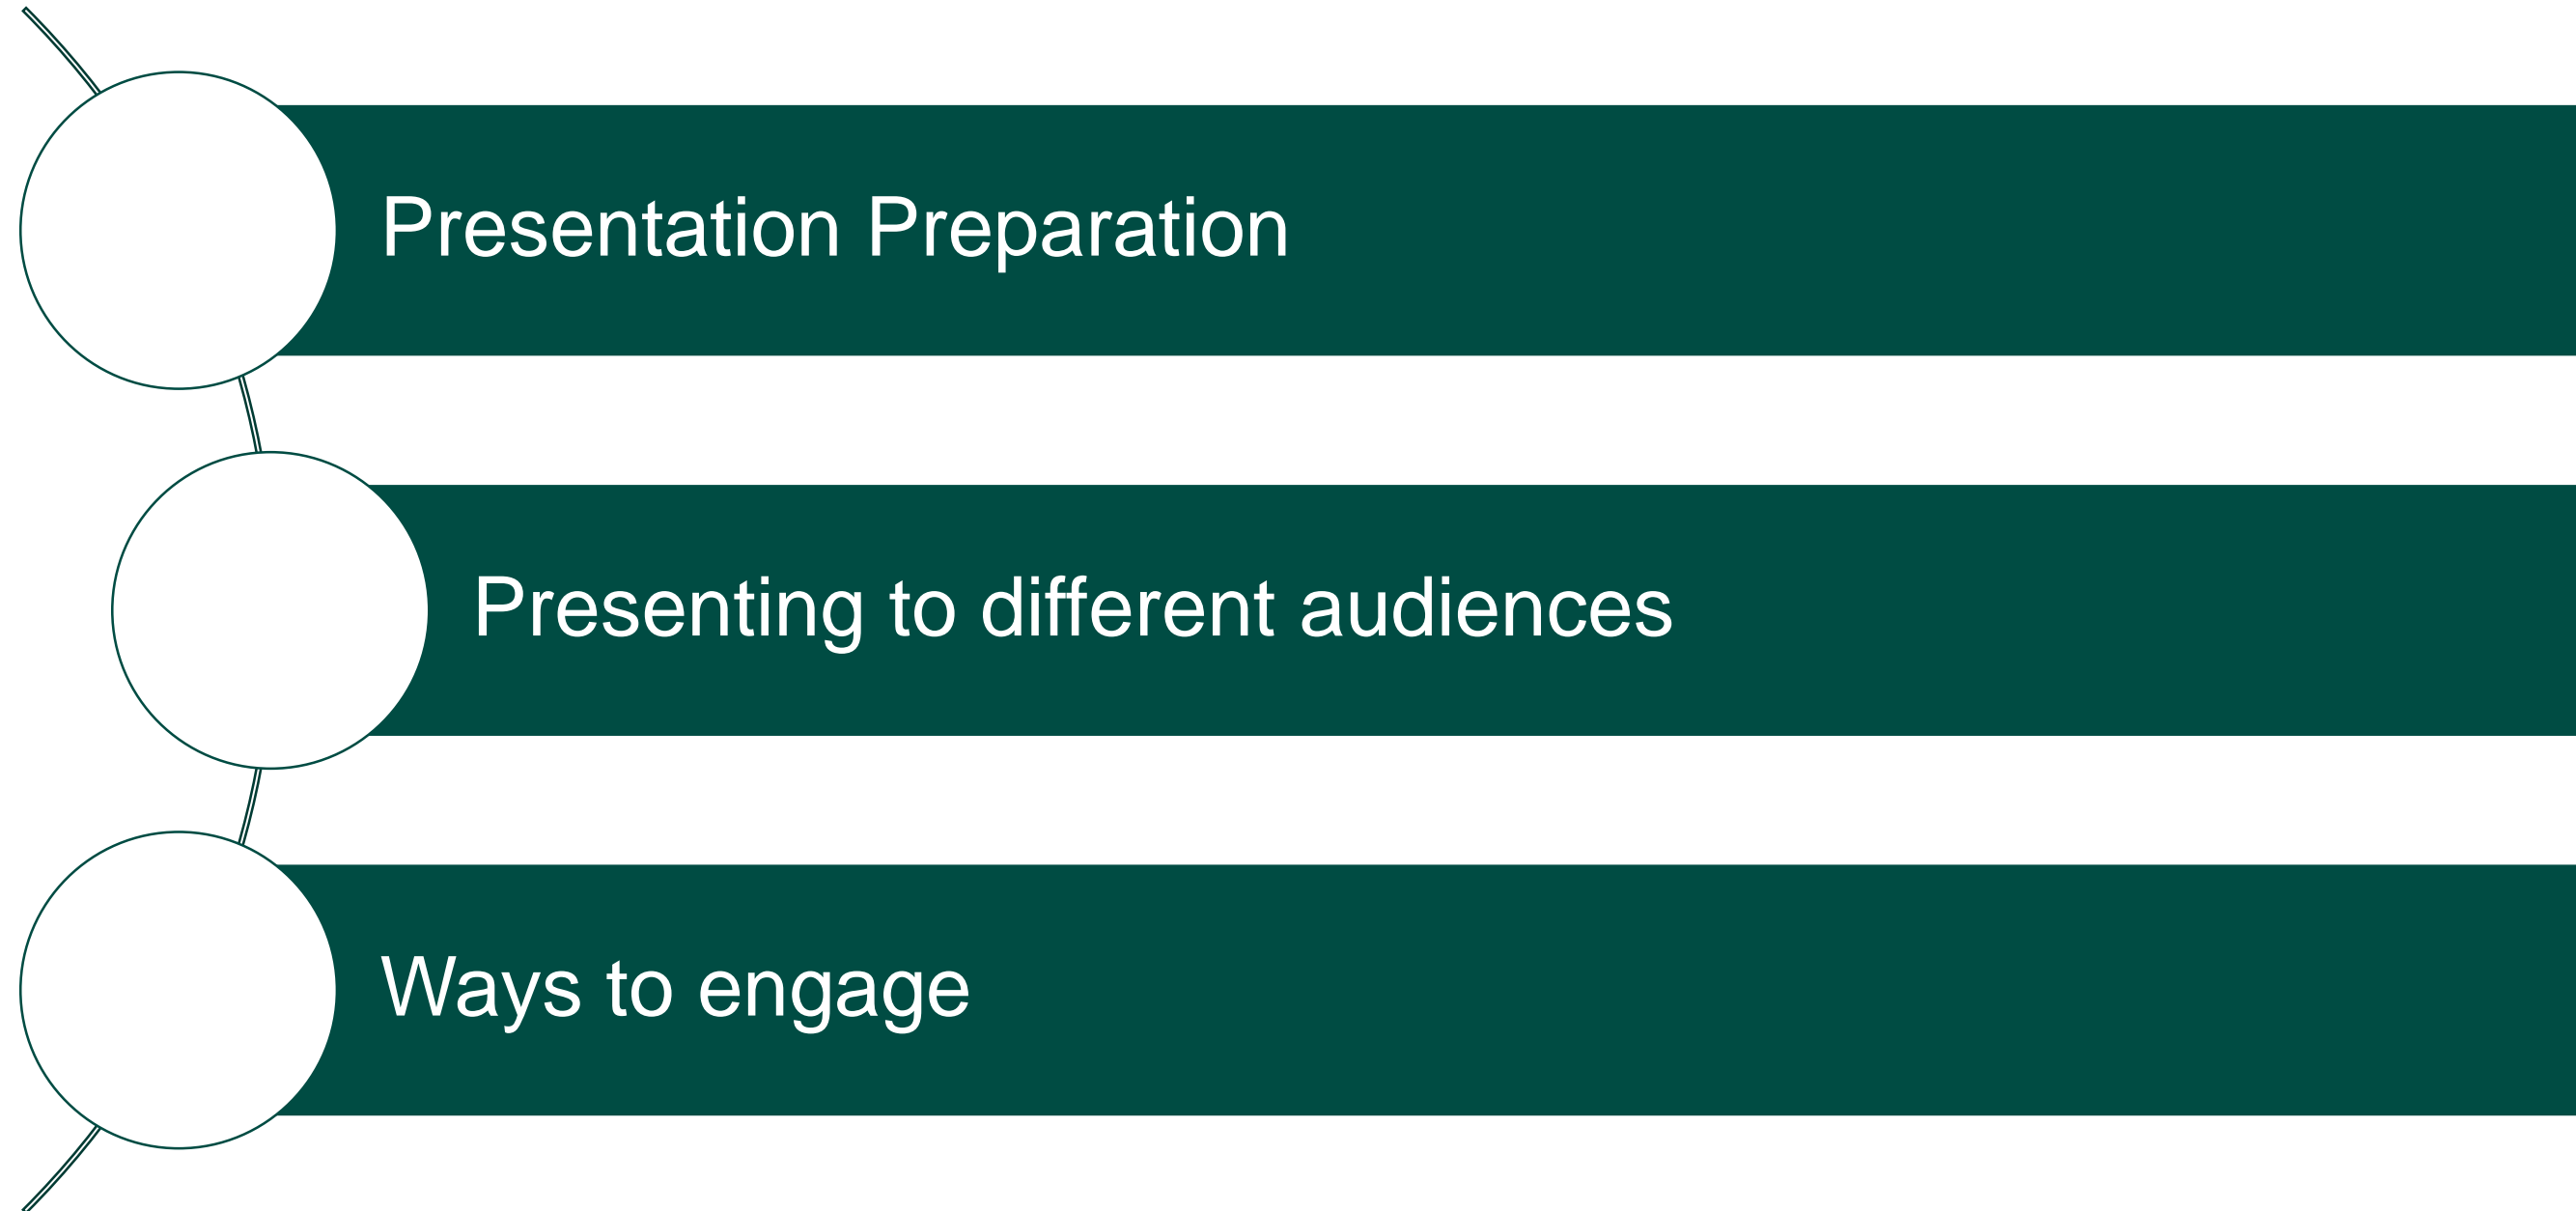 Presentation Preparation
Presenting to different audiences
Ways to engage